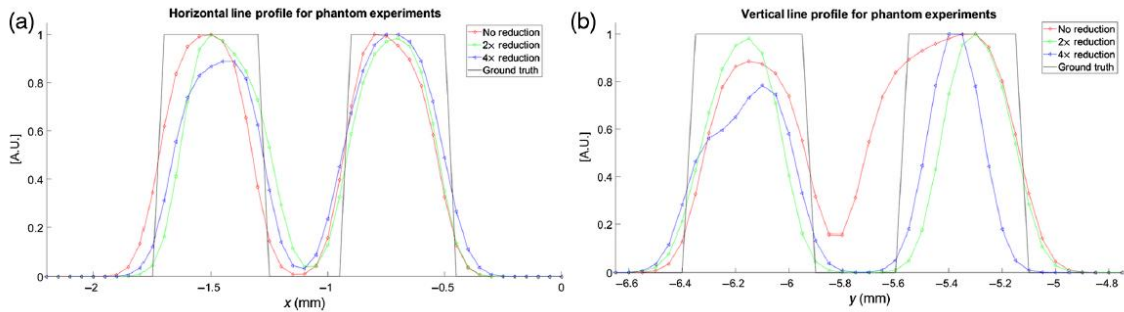 (a)
Horizontal line profile for phantom experiments
No reduction
2× reduction
4× reduction
Ground truth
[A.U.]
1
0.8
0.6
0.4
0.2
0
−2
−1.5
−1
−0.5
0
x (mm)
(b)
Vertical line profile for phantom experiments
No reduction
2× reduction
4× reduction
Ground truth
[A.U.]
1
0.8
0.6
0.4
0.2
0
−6.6
−6.4
−6.2
−6
−5.8
−5.6
−5.4
−5.2
−5
−4.8
y (mm)